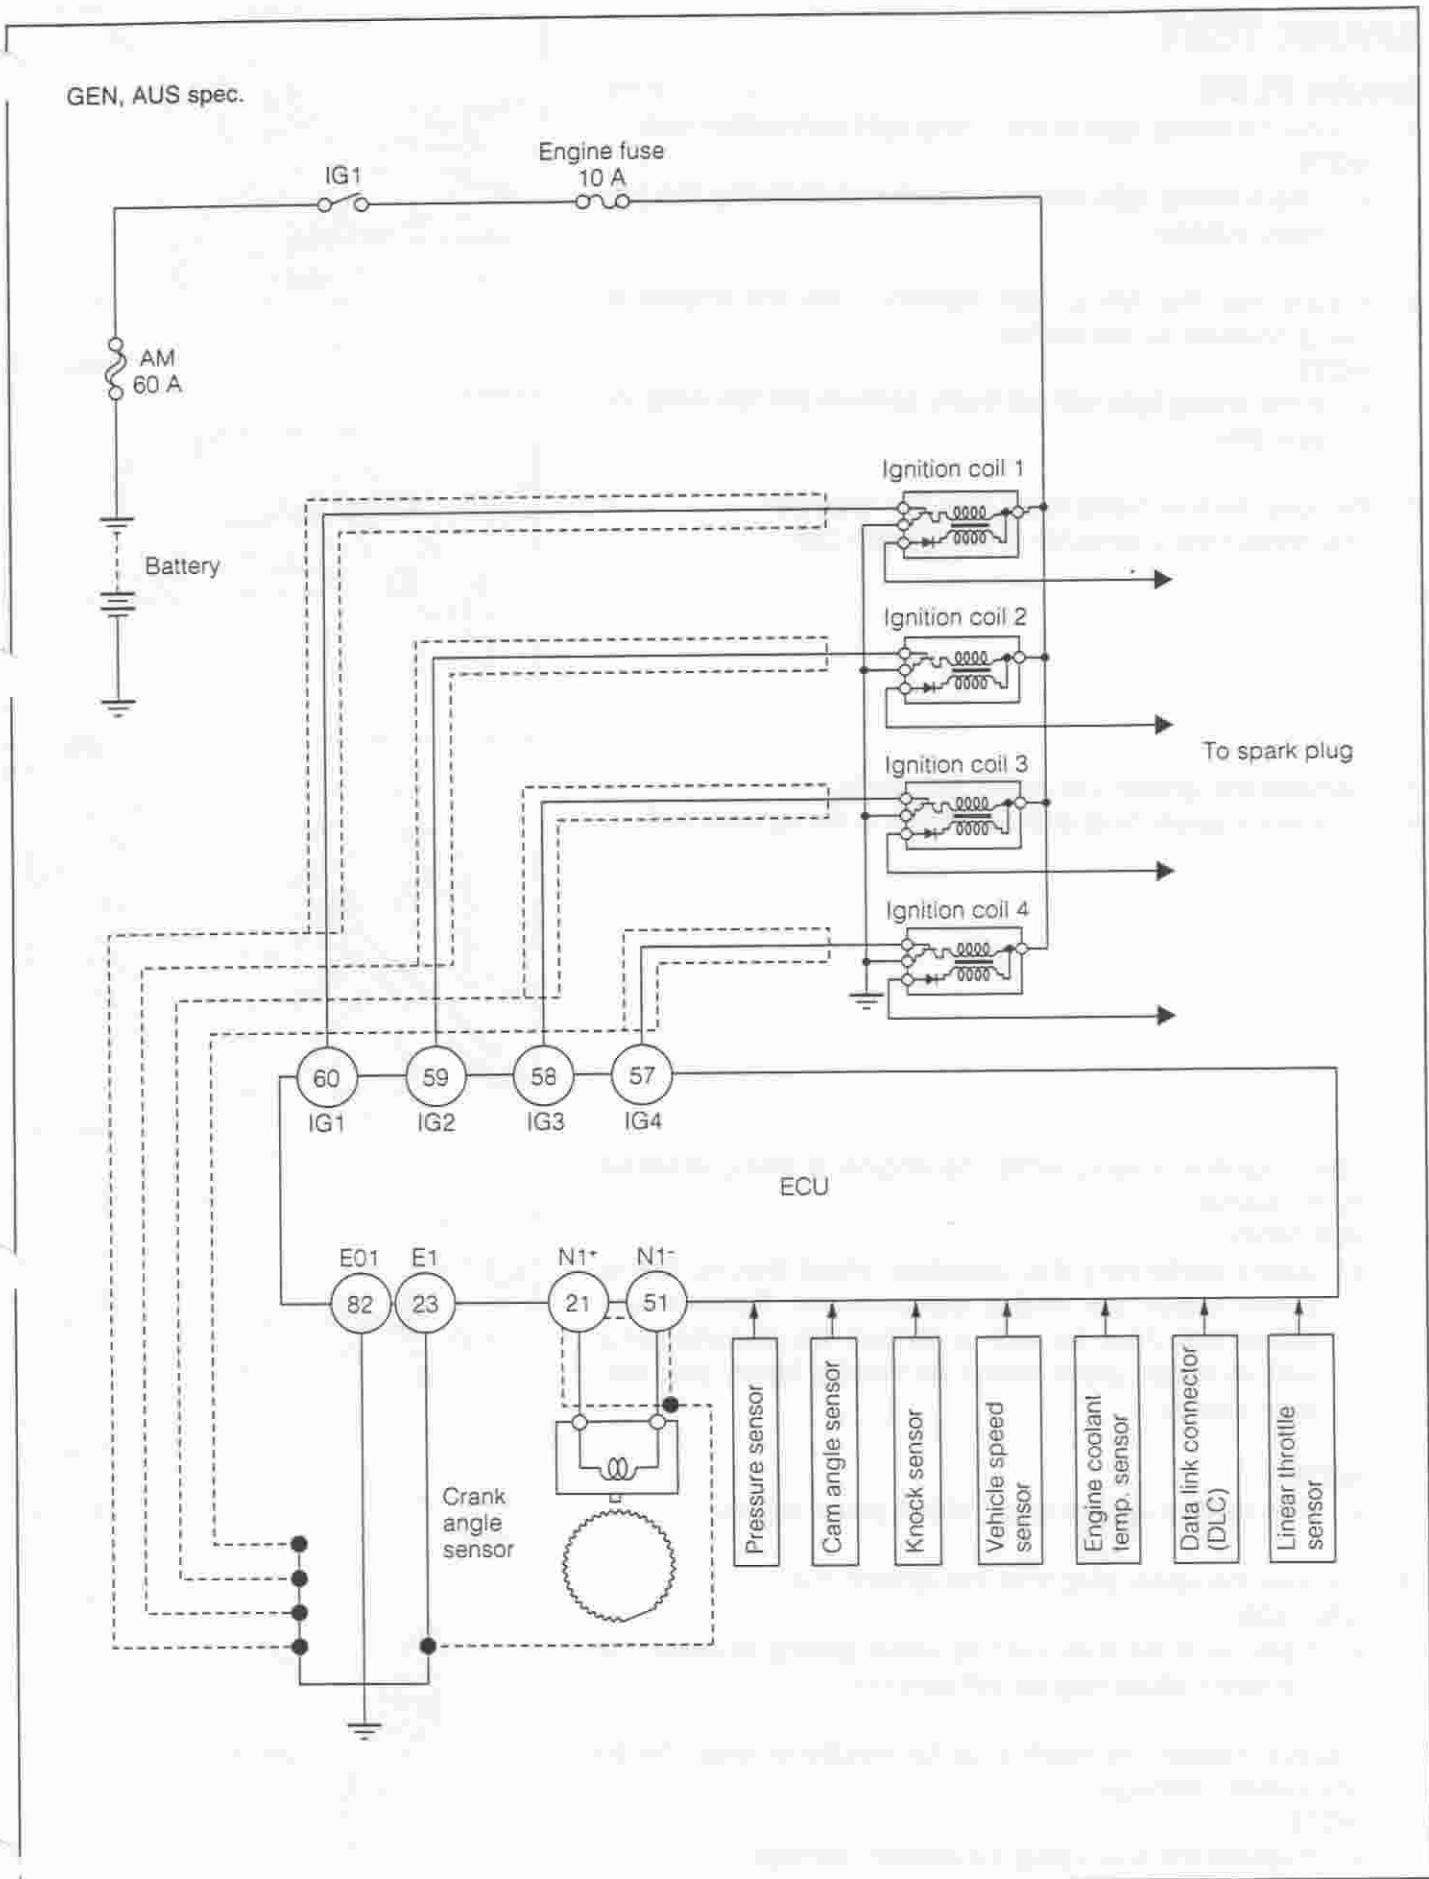 GEN, AUS spec.
IG1
Engine fuse
10 A
AM
60 A
Battery
Ignition coil 1
Ignition coil 2
To spark plug
Ignition coil 3
Ignition coil 4
60
59
58
57
IG1
IG2
IG3
IG4
ECU
E01
E1
N1+
N1-
82
23
21
51
Crank
angle
sensor
Pressure sensor
Cam angle sensor
Knock sensor
Vehicle speed
sensor
Engine coolant
temp. sensor
Data link connector
(DLC)
Linear throttle
sensor